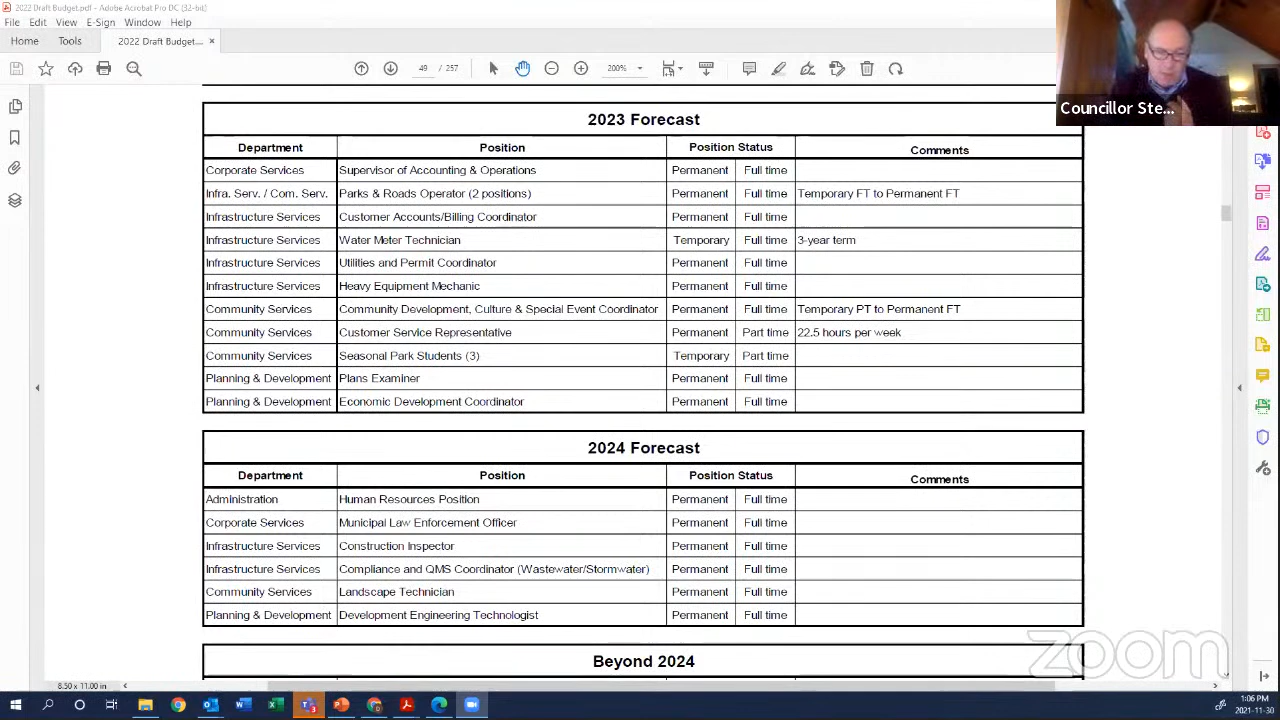 2022 Draft Budget.pdf - Adobe Acrobat Pro DC (32-bit)
File Edit View E-Sign Window Help
Home Tools 2022 Draft Budget... ×
49 / 257 200%
Councillor Ste...
2023 Forecast
Department Position Position Status Comments
Corporate Services Supervisor of Accounting & Operations Permanent Full time
Infra. Serv. / Com. Serv. Parks & Roads Operator (2 positions) Permanent Full time Temporary FT to Permanent FT
Infrastructure Services Customer Accounts/Billing Coordinator Permanent Full time
Infrastructure Services Water Meter Technician Temporary Full time 3-year term
Infrastructure Services Utilities and Permit Coordinator Permanent Full time
Infrastructure Services Heavy Equipment Mechanic Permanent Full time
Community Services Community Development, Culture & Special Event Coordinator Permanent Full time Temporary PT to Permanent FT
Community Services Customer Service Representative Permanent Part time 22.5 hours per week
Community Services Seasonal Park Students (3) Temporary Part time
Planning & Development Plans Examiner Permanent Full time
Planning & Development Economic Development Coordinator Permanent Full time
2024 Forecast
Department Position Position Status Comments
Administration Human Resources Position Permanent Full time
Corporate Services Municipal Law Enforcement Officer Permanent Full time
Infrastructure Services Construction Inspector Permanent Full time
Infrastructure Services Compliance and QMS Coordinator (Wastewater/Stormwater) Permanent Full time
Community Services Landscape Technician Permanent Full time
Planning & Development Development Engineering Technologist Permanent Full time
Beyond 2024
zoom
8.50 x 11.00 in
1:06 PM
2021-11-30